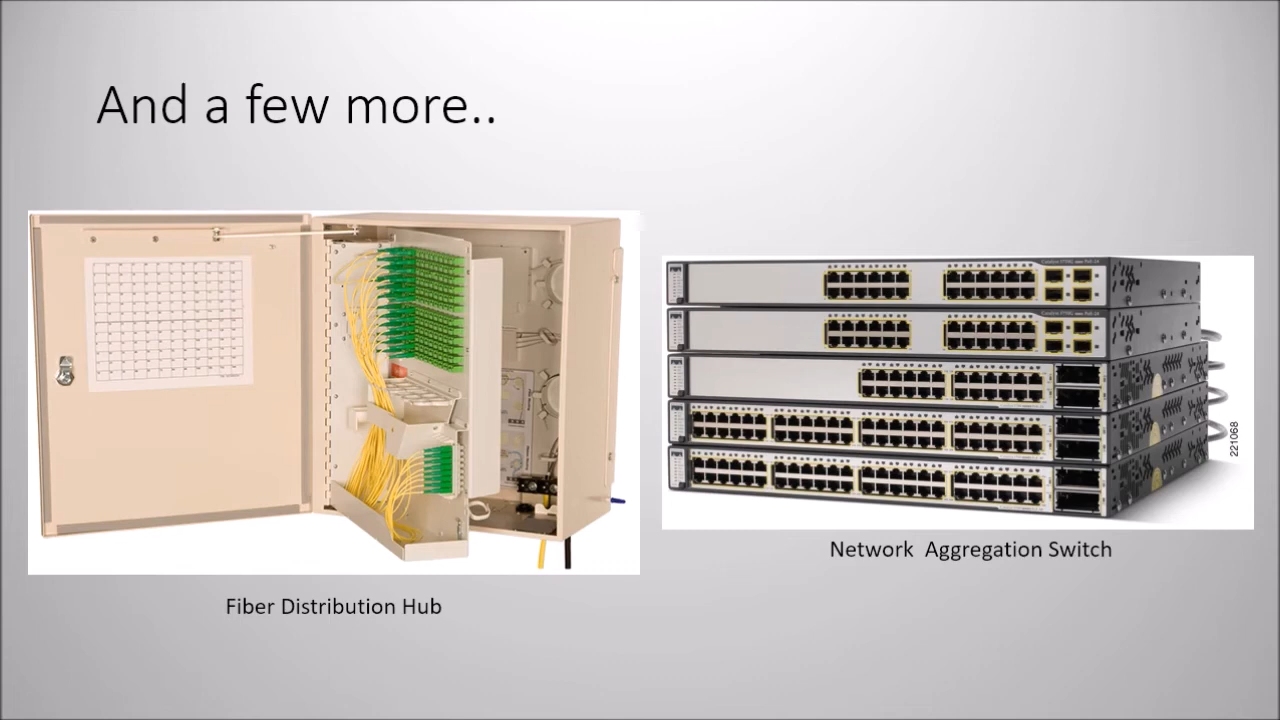 And a few more..
221068
Network Aggregation Switch
Fiber Distribution Hub